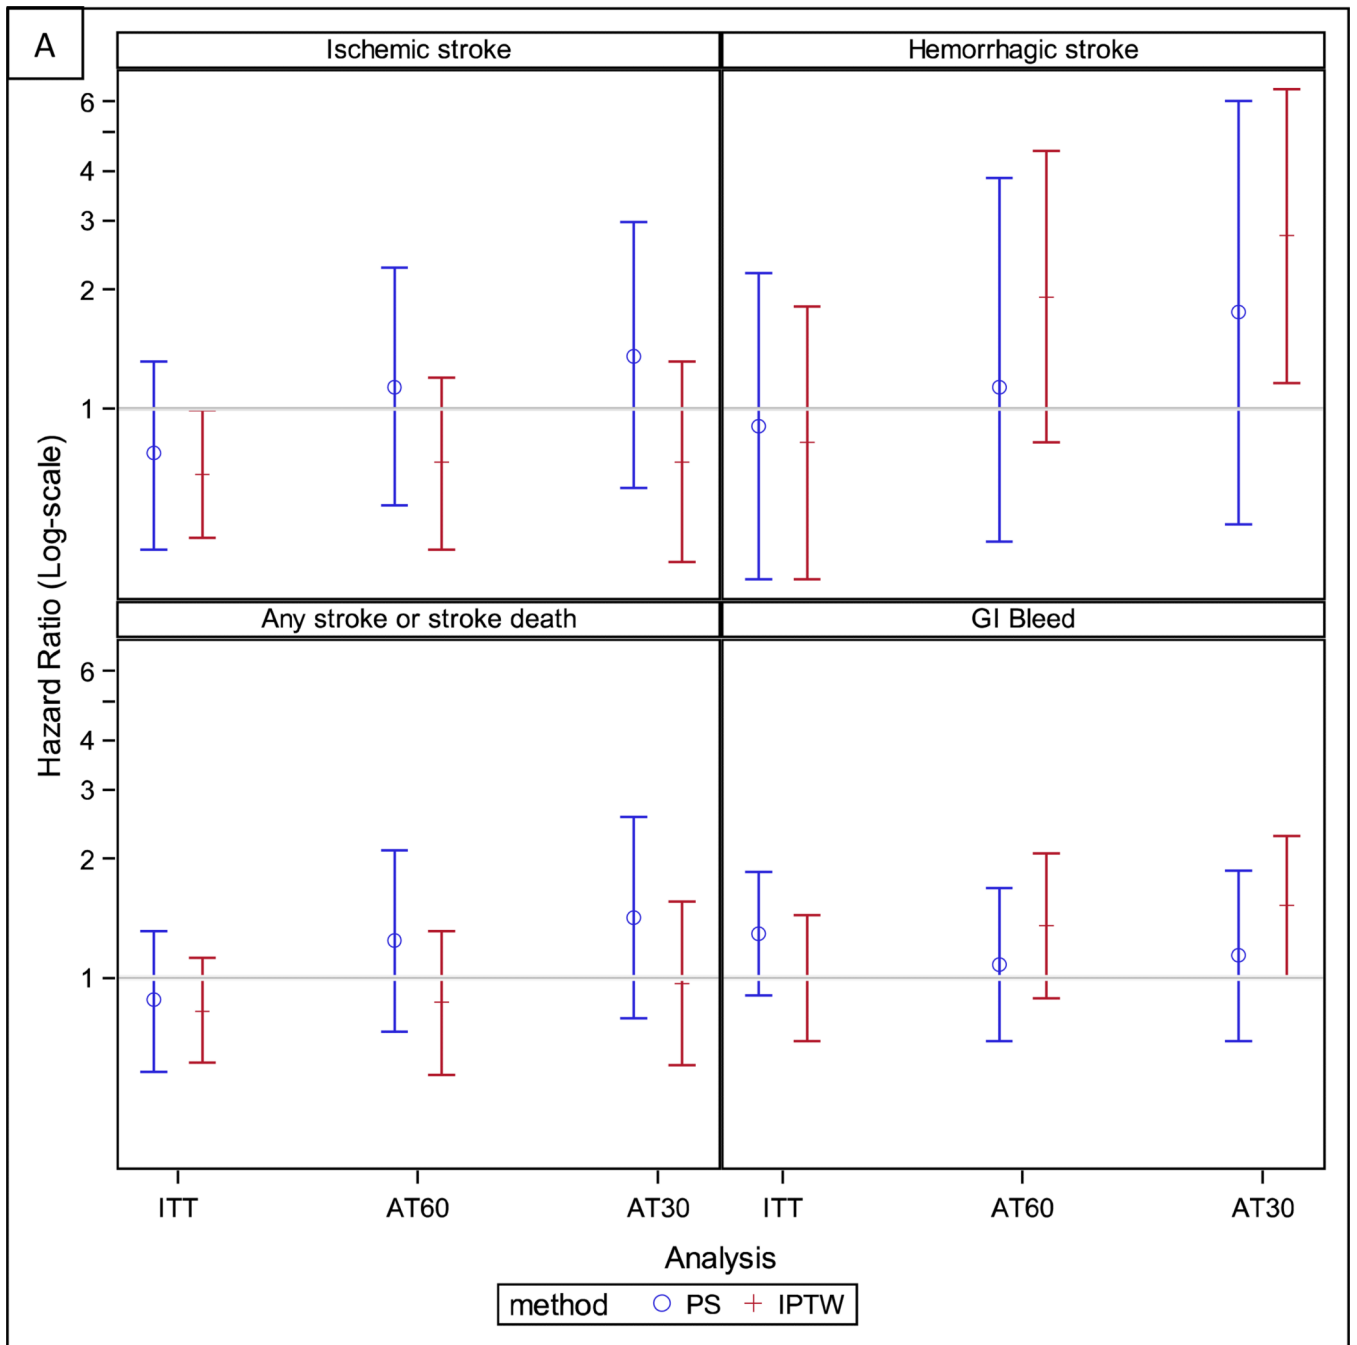 A
Ischemic stroke
Hemorrhagic stroke
6
4
3
2
1
Hazard Ratio (Log-scale)
Any stroke or stroke death
GI Bleed
6
4
3
2
1
ITT AT60 AT30 ITT AT60 AT30
Analysis
method PS IPTW